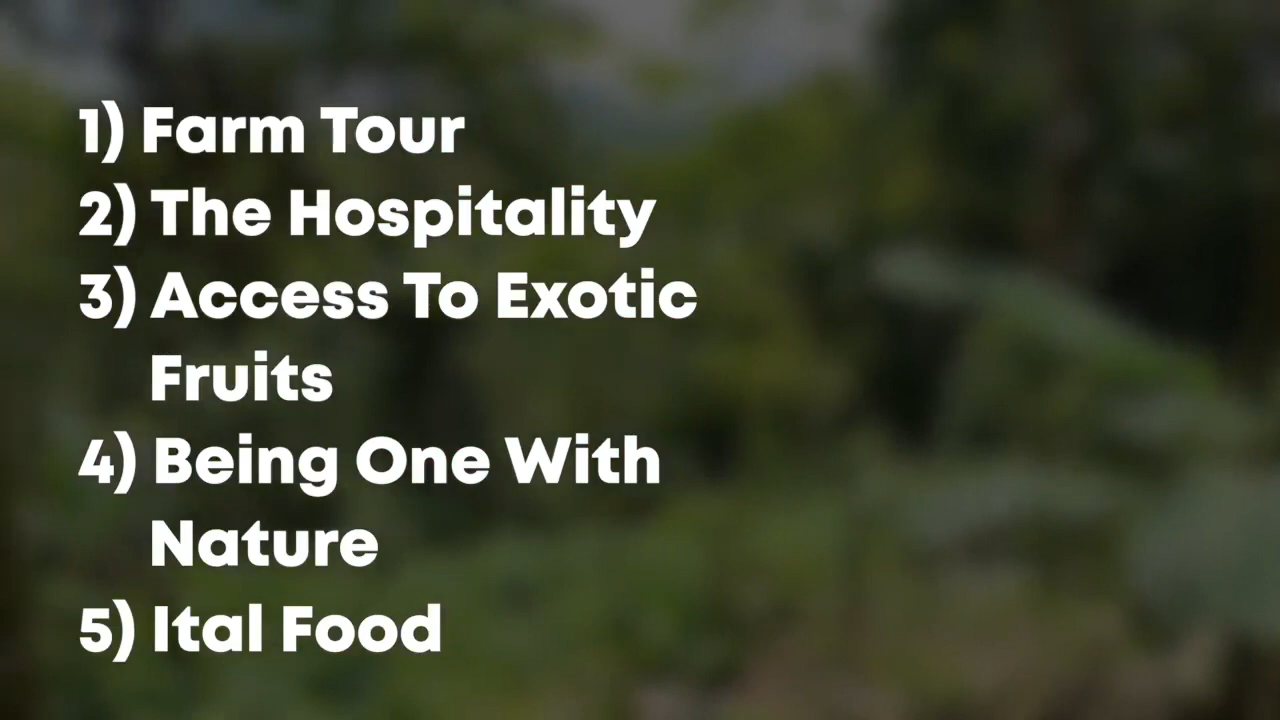 1) Farm Tour
2) The Hospitality
3) Access To Exotic
Fruits
4) Being One With
Nature
5) Ital Food